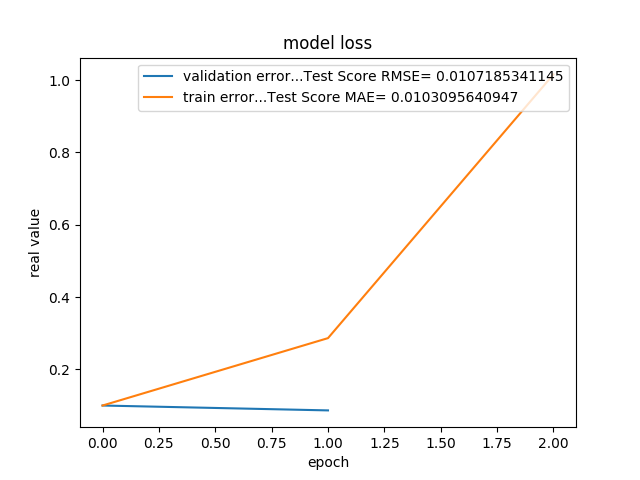 model loss
validation error...Test Score RMSE= 0.0107185341145
train error...Test Score MAE= 0.0103095640947
real value
1.0
0.8
0.6
0.4
0.2
0.00 0.25 0.50 0.75 1.00 1.25 1.50 1.75 2.00
epoch